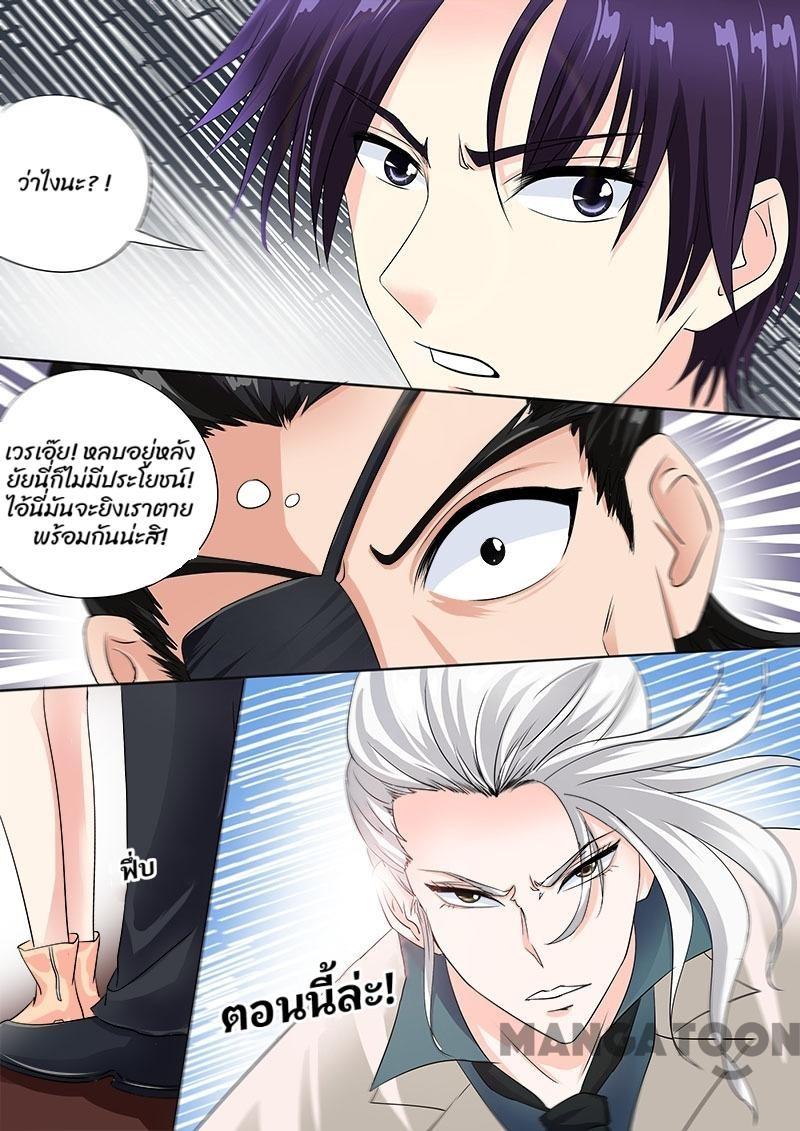 ว่าไงนะ?!
เวรเอ๊ย! หลบอยู่หลัง
ยัยนี่ก็ไม่มีประโยชน์!
ไอ้นี่มันจะยิงเราตาย
พร้อมกันน่ะสิ!
ฟึ่บ
ตอนนี้ล่ะ!
MANGATOON